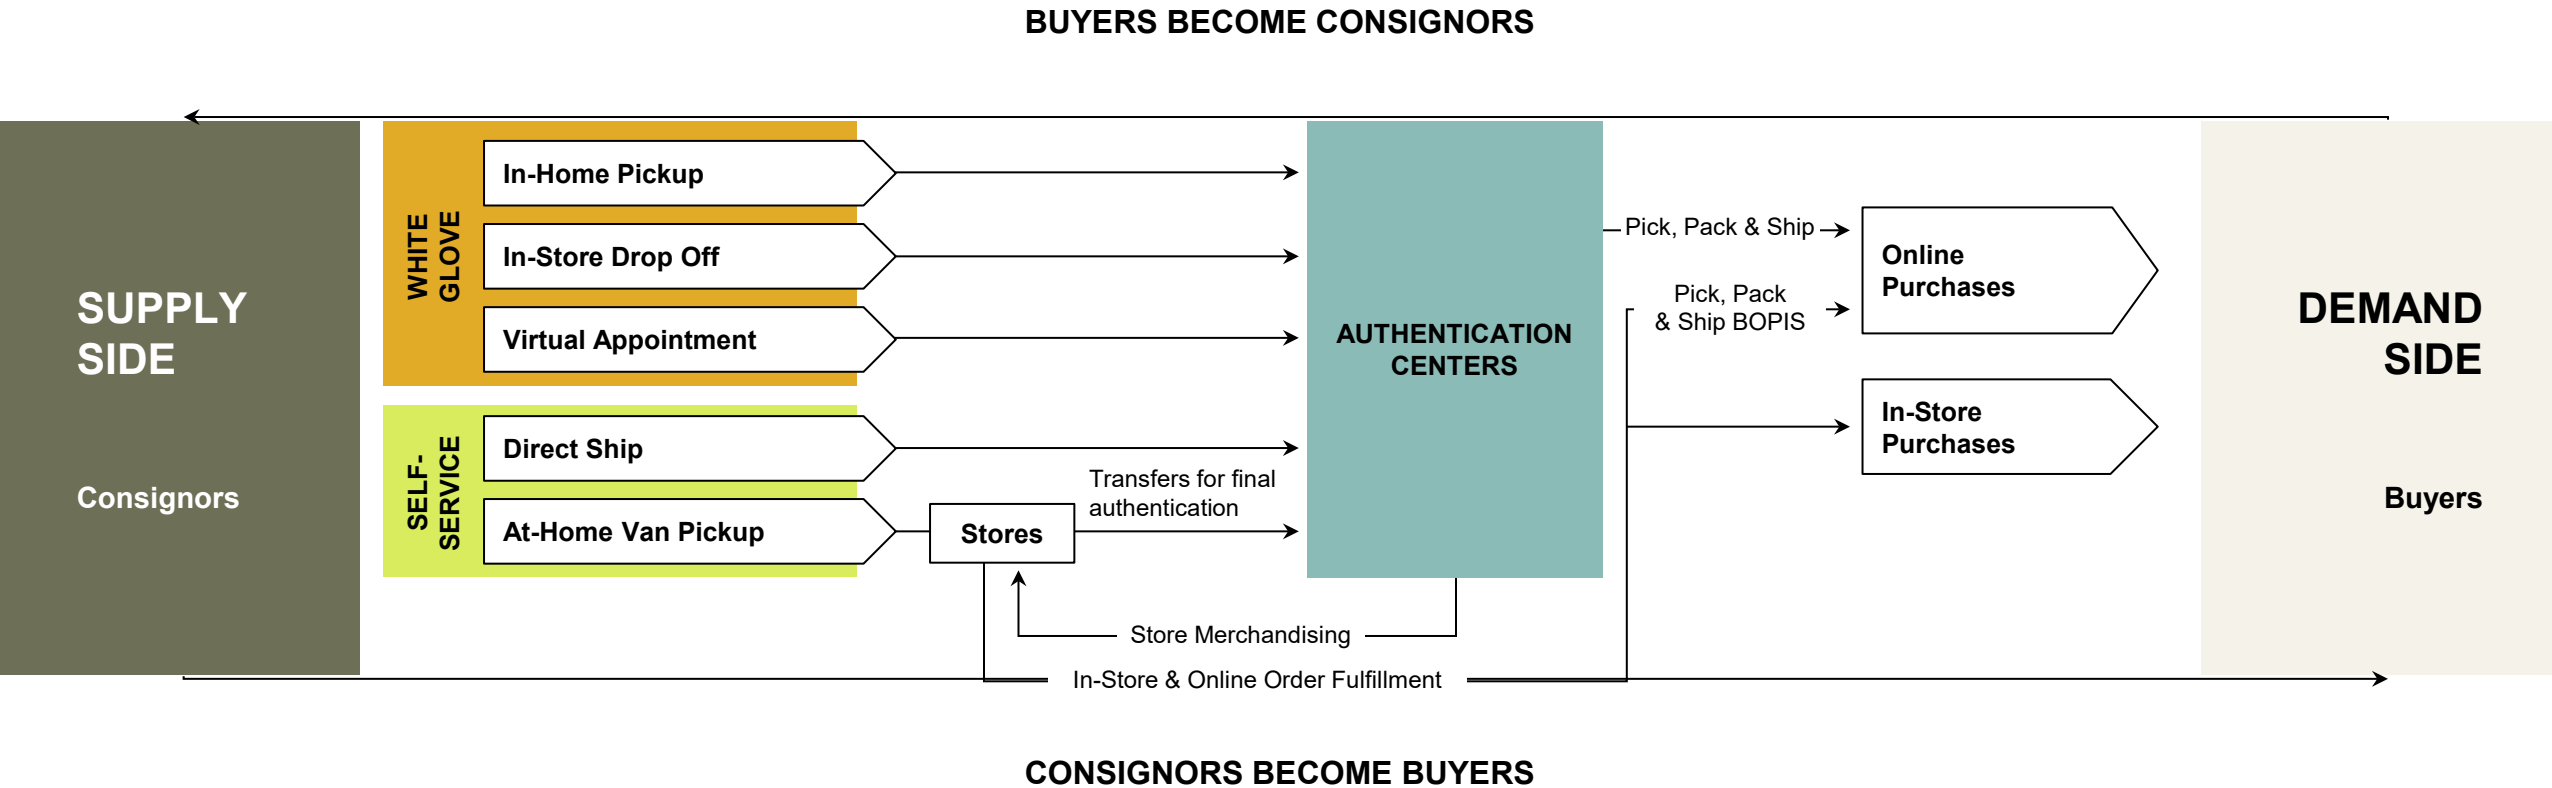 BUYERS BECOME CONSIGNORS
SUPPLY
SIDE
Consignors
WHITE
GLOVE
In-Home Pickup
In-Store Drop Off
Virtual Appointment
SELF-
SERVICE
Direct Ship
At-Home Van Pickup
Stores
Transfers for final
authentication
AUTHENTICATION
CENTERS
Store Merchandising
In-Store & Online Order Fulfillment
Pick, Pack & Ship
Pick, Pack
& Ship BOPIS
Online
Purchases
In-Store
Purchases
DEMAND
SIDE
Buyers
CONSIGNORS BECOME BUYERS